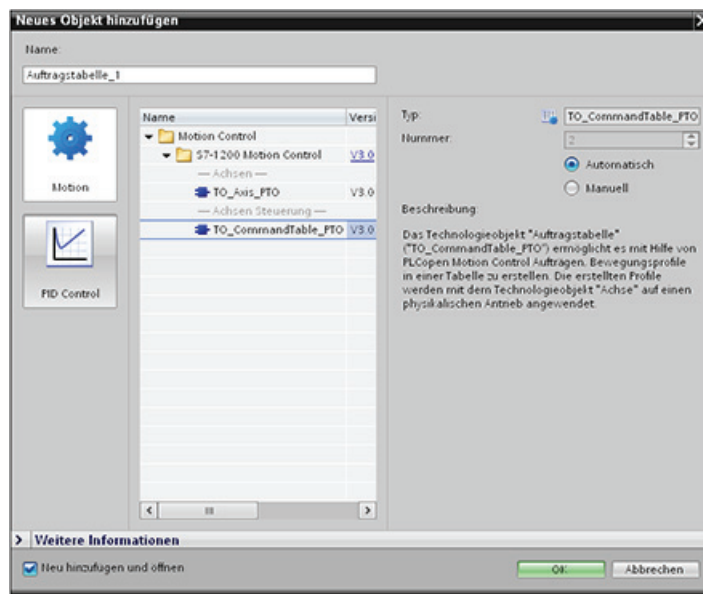 Neues Objekt hinzufügen
Name:
Auftragstabelle_1
Motion
PID Control
Name Versi
Motion Control
S7-1200 Motion Control V3.0
— Achsen —
TO_Axis_PTO V3.0
— Achsen Steuerung —
TO_CommandTable_PTO V3.0
Typ: TO_CommandTable_PTO
Nummer: 2
Automatisch
Manuell
Beschreibung:
Das Technologieobjekt "Auftragstabelle"
("TO_CommandTable_PTO") ermöglicht es mit Hilfe von
PLCopen Motion Control Aufträgen, Bewegungsprofile
in einer Tabelle zu erstellen. Die erstellten Profile
werden mit dem Technologieobjekt "Achse" auf einen
physikalischen Antrieb angewendet.
> Weitere Informationen
Neu hinzufügen und öffnen
OK
Abbrechen